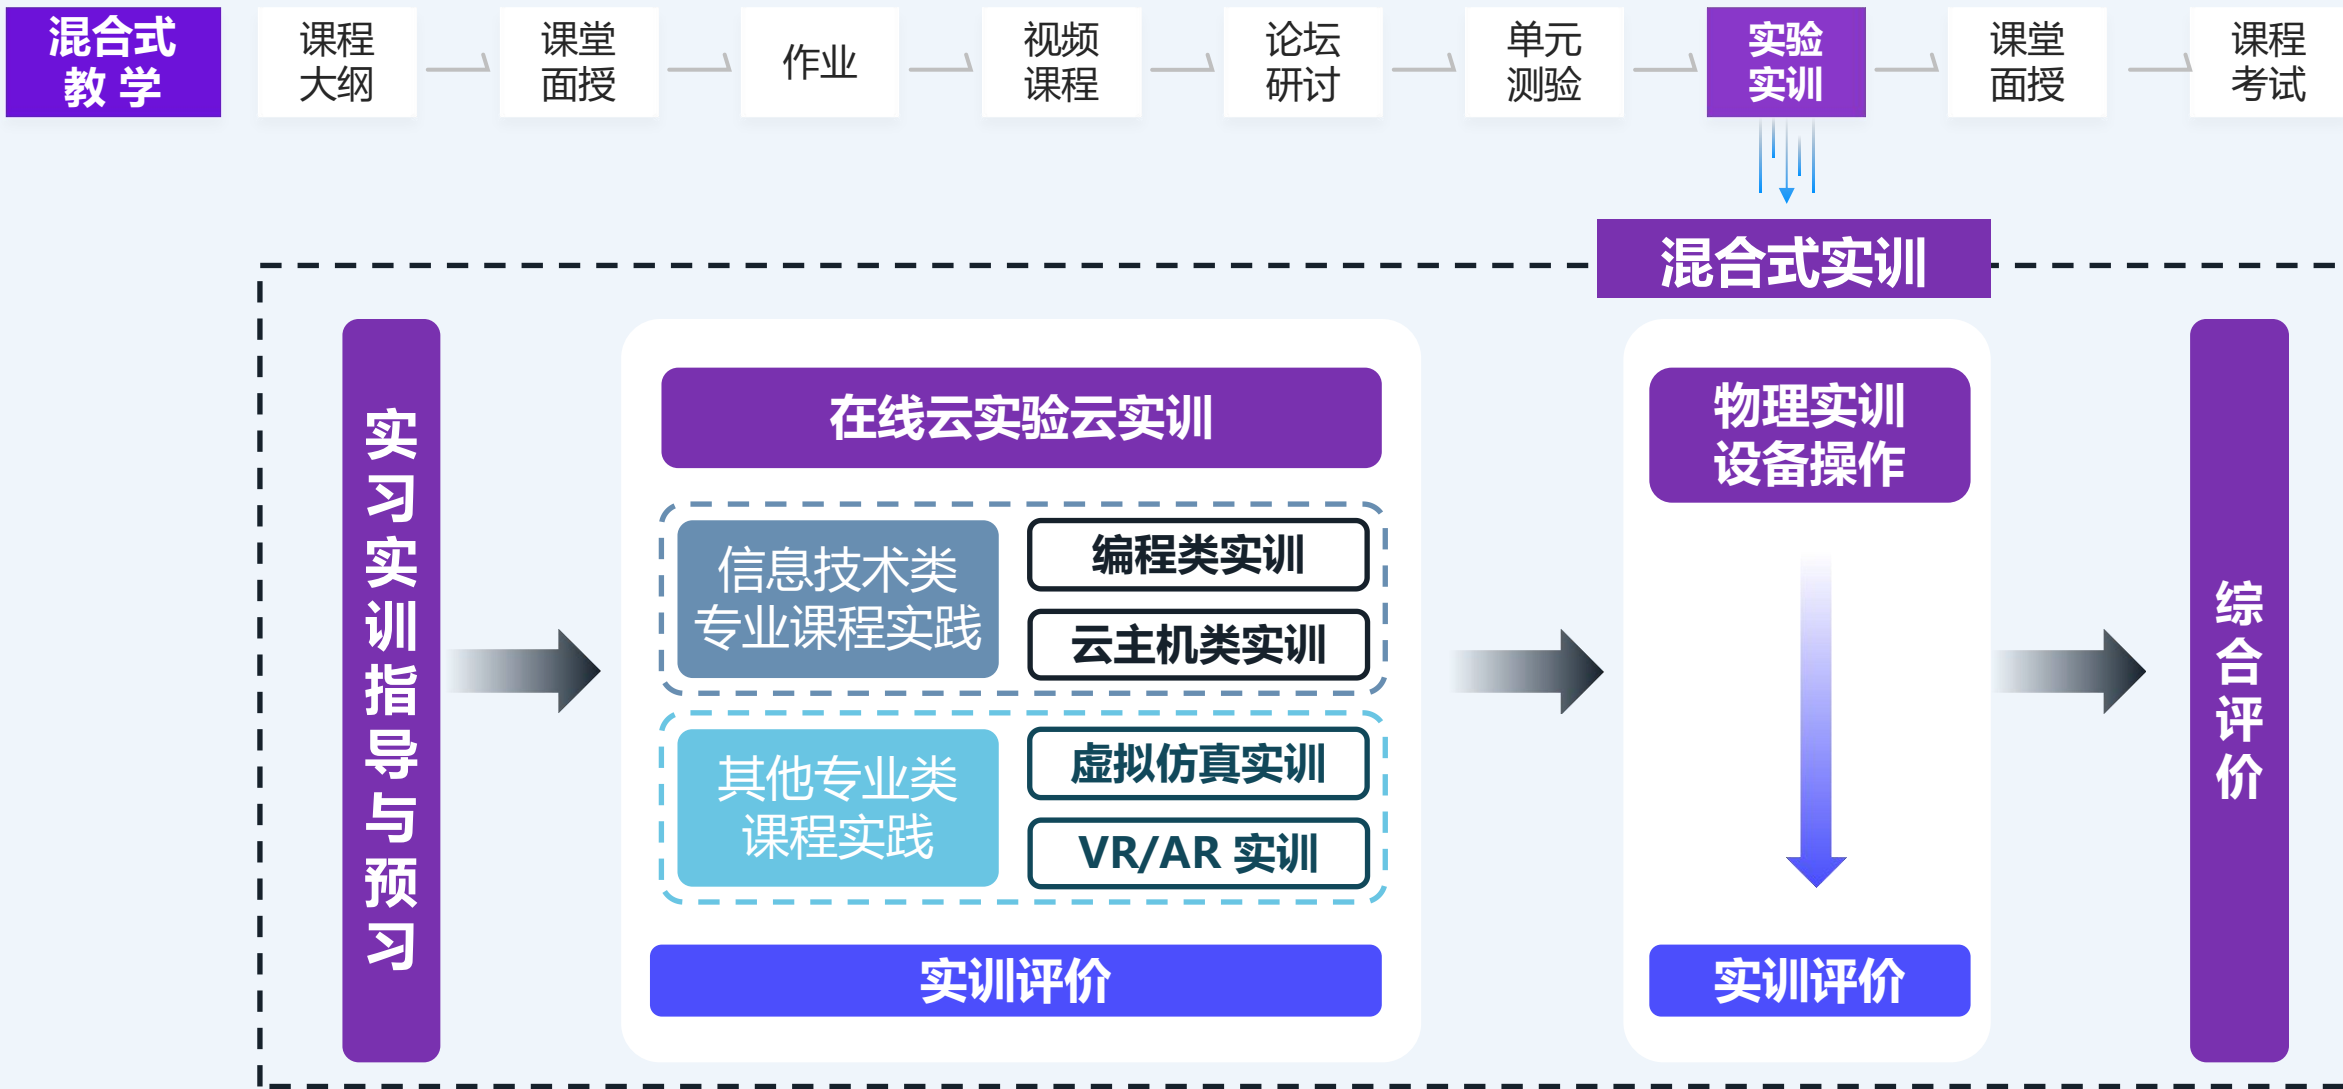 混合式
教 学
课程
大纲
课堂
面授
作业
视频
课程
论坛
研讨
单元
测验
实验
实训
课堂
面授
课程
考试
混合式实训
实习实训指导与预习
在线云实验云实训
信息技术类
专业课程实践
编程类实训
云主机类实训
其他专业类
课程实践
虚拟仿真实训
VR/AR 实训
实训评价
物理实训
设备操作
实训评价
综合评价